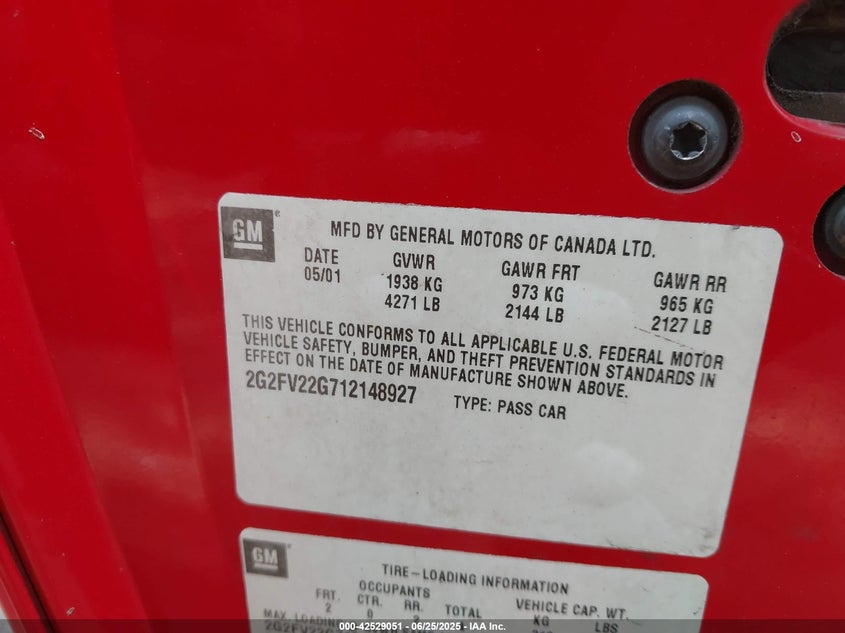 GM
MFD BY GENERAL MOTORS OF CANADA LTD.
DATE GVWR GAWR FRT GAWR RR
05/01 1938 KG 973 KG 965 KG
4271 LB 2144 LB 2127 LB
THIS VEHICLE CONFORMS TO ALL APPLICABLE U.S. FEDERAL MOTOR
VEHICLE SAFETY, BUMPER, AND THEFT PREVENTION STANDARDS IN
EFFECT ON THE DATE OF MANUFACTURE SHOWN ABOVE.
2G2FV22G712148927 TYPE: PASS CAR
GM
TIRE-LOADING INFORMATION
OCCUPANTS VEHICLE CAP. WT.
FRT. CTR. RR. TOTAL KG LBS
2 0
MAX. LOADING
000-42529051 - 06/25/2025 - IAA Inc.